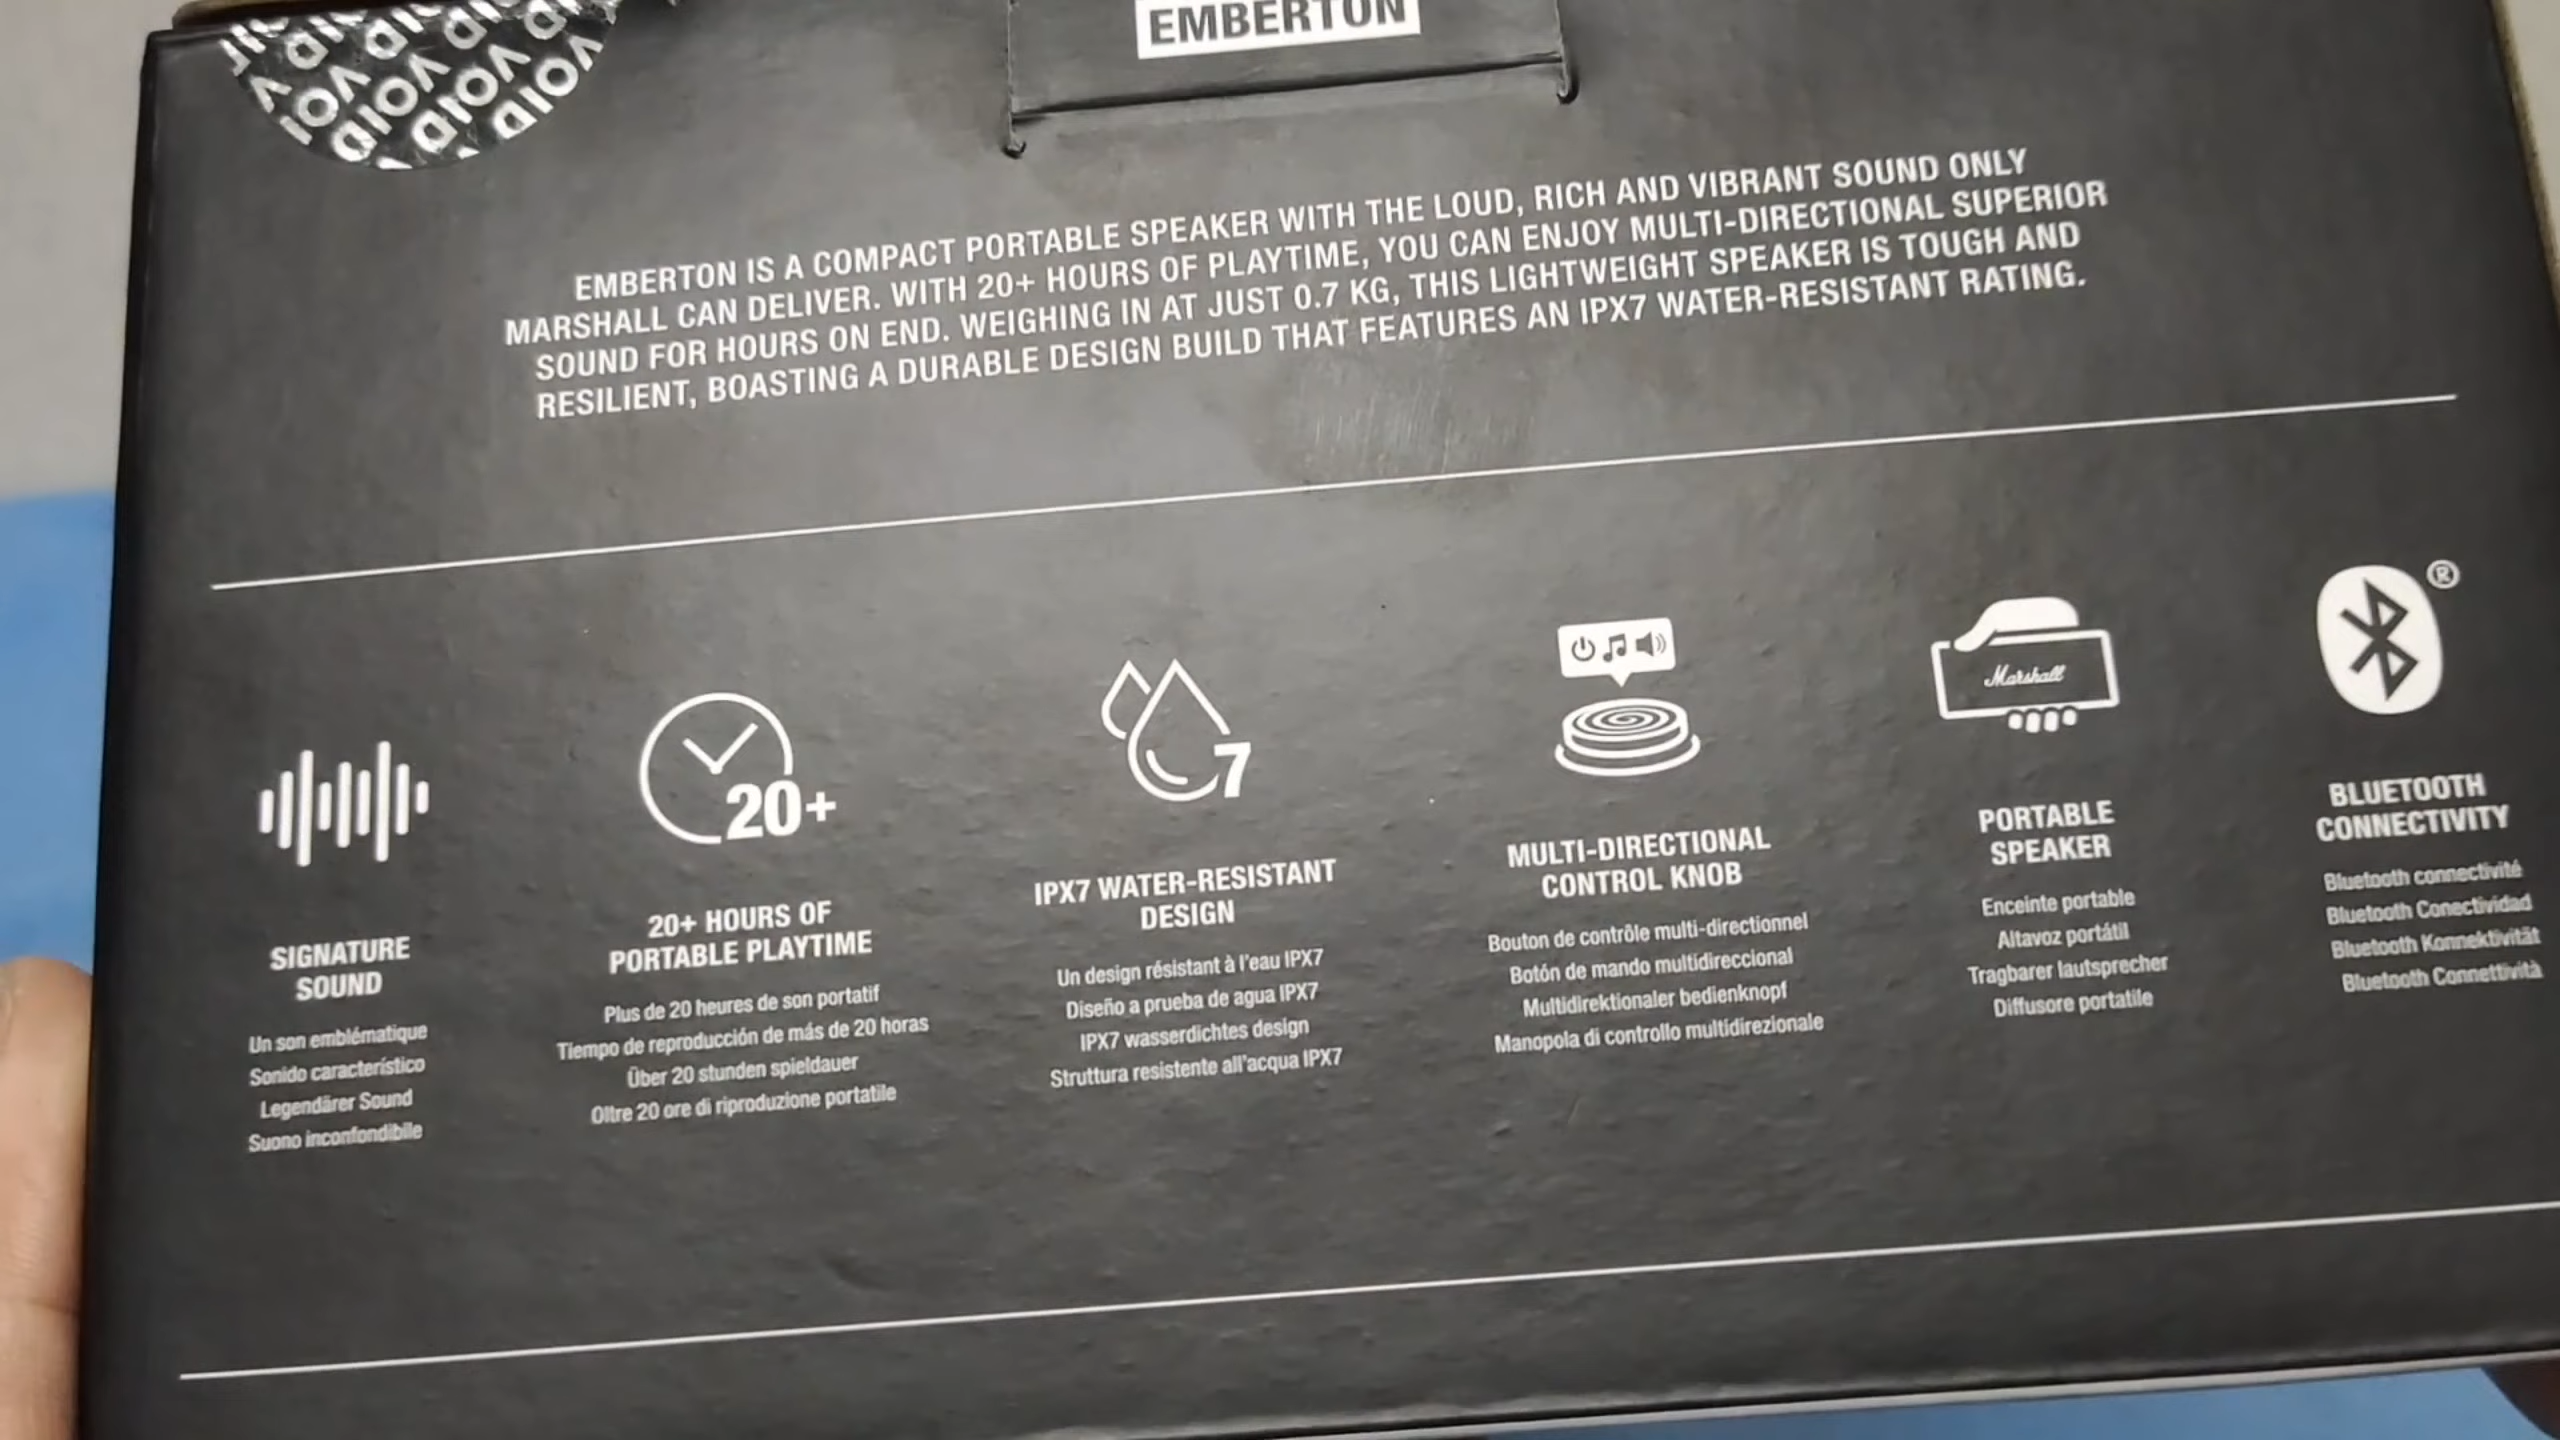 VOID VOID VOID
EMBERTON
EMBERTON IS A COMPACT PORTABLE SPEAKER WITH THE LOUD, RICH AND VIBRANT SOUND ONLY
MARSHALL CAN DELIVER. WITH 20+ HOURS OF PLAYTIME, YOU CAN ENJOY MULTI-DIRECTIONAL SUPERIOR
SOUND FOR HOURS ON END. WEIGHING IN AT JUST 0.7 KG, THIS LIGHTWEIGHT SPEAKER IS TOUGH AND
RESILIENT, BOASTING A DURABLE DESIGN BUILD THAT FEATURES AN IPX7 WATER-RESISTANT RATING.
SIGNATURE
SOUND
Un son emblématique
Sonido característico
Legendärer Sound
Suono inconfondibile
20+
20+ HOURS OF
PORTABLE PLAYTIME
Plus de 20 heures de son portatif
Tiempo de reproducción de más de 20 horas
Über 20 stunden spieldauer
Oltre 20 ore di riproduzione portatile
7
IPX7 WATER-RESISTANT
DESIGN
Un design résistant à l'eau IPX7
Diseño a prueba de agua IPX7
IPX7 wasserdichtes design
Struttura resistente all'acqua IPX7
MULTI-DIRECTIONAL
CONTROL KNOB
Bouton de contrôle multi-directionnel
Botón de mando multidireccional
Multidirektionaler bedienknopf
Manopola di controllo multidirezionale
Marshall
PORTABLE
SPEAKER
Enceinte portable
Altavoz portátil
Tragbarer lautsprecher
Diffusore portatile
®
BLUETOOTH
CONNECTIVITY
Bluetooth connectivité
Bluetooth Conectividad
Bluetooth Konnektivität
Bluetooth Connettività